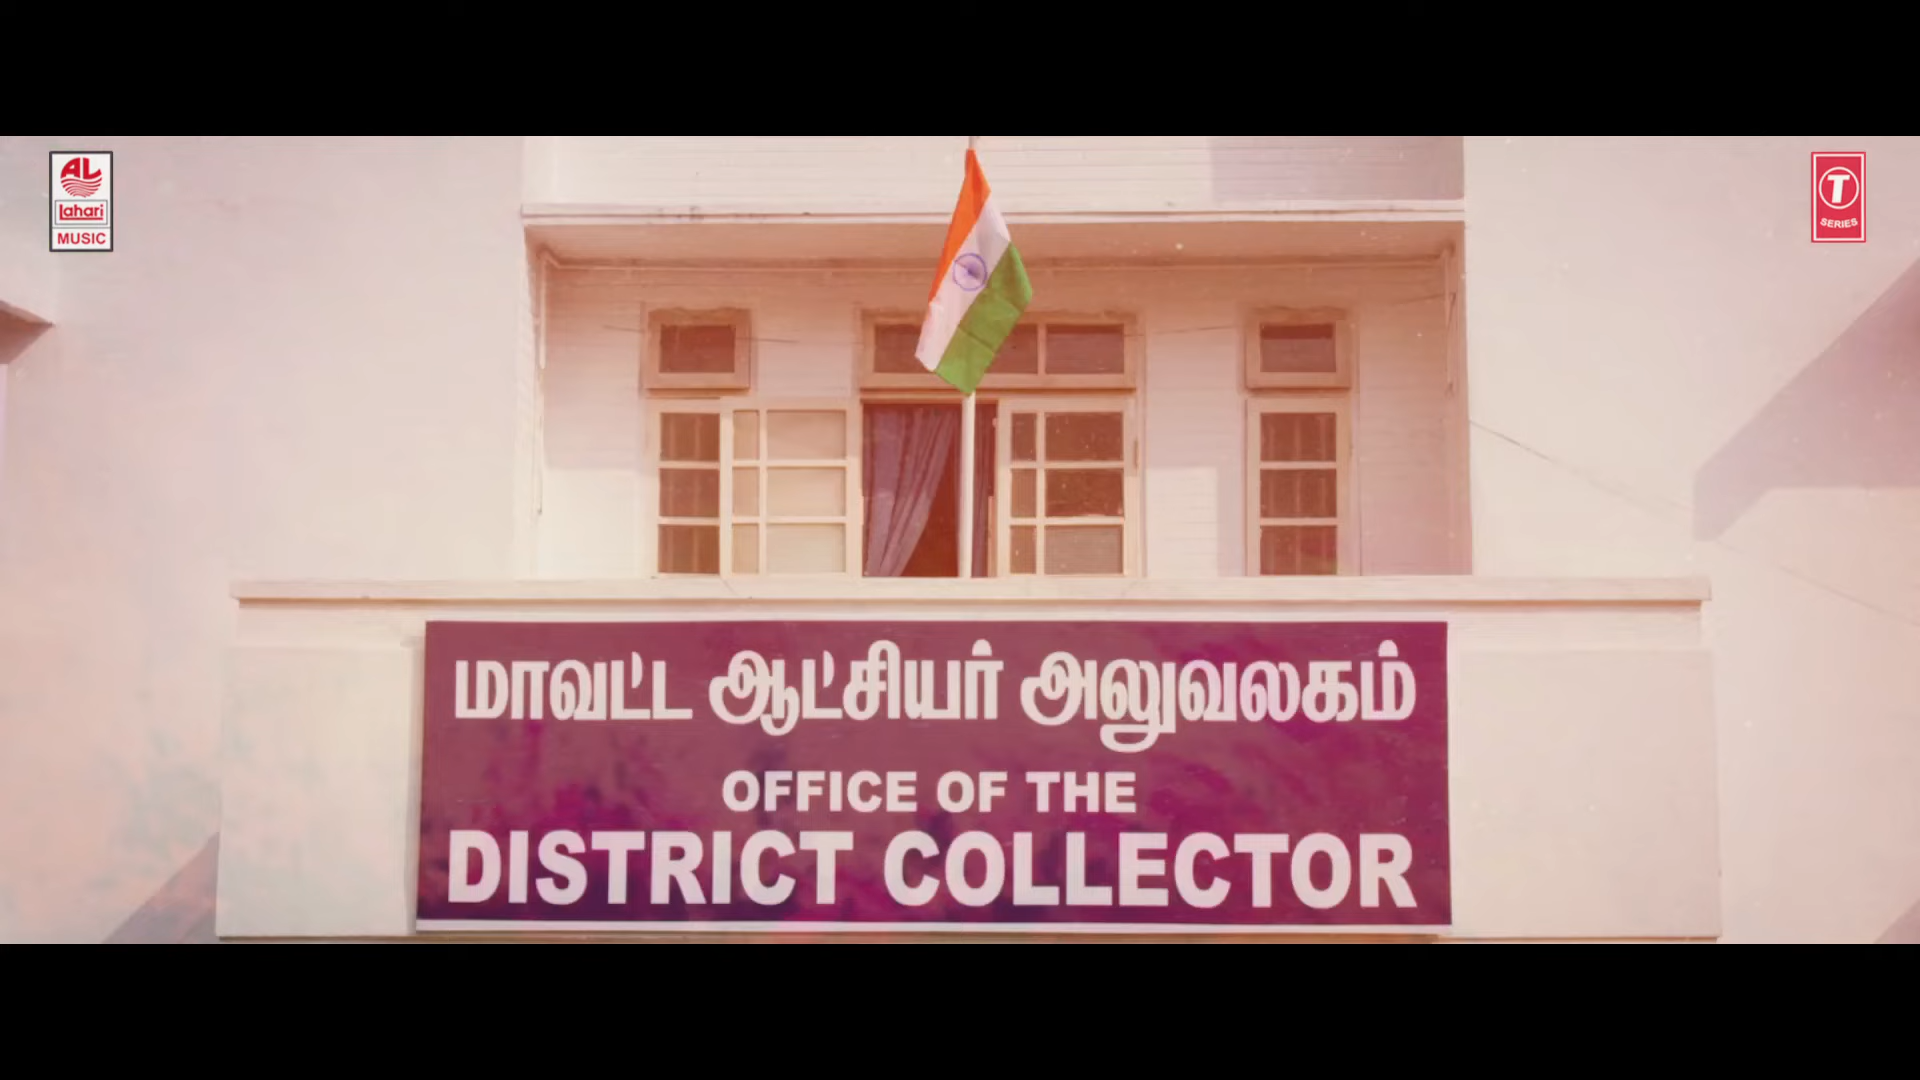 AL
Lahari
MUSIC
T
SERIES
மாவட்ட ஆட்சியர் அலுவலகம்
OFFICE OF THE
DISTRICT COLLECTOR